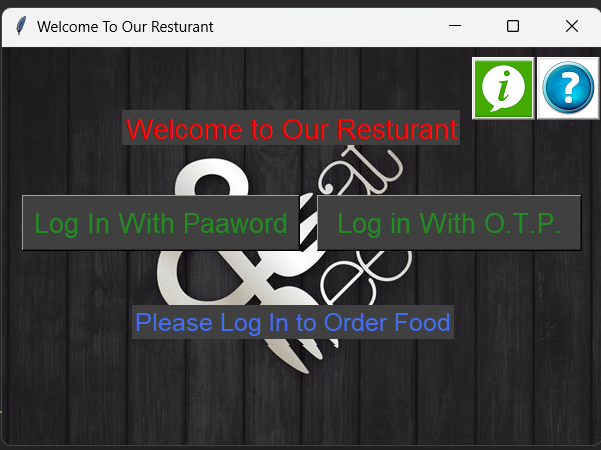 Welcome To Our Resturant
i ?
Welcome to Our Resturant
Log In With Paaword
Log in With O.T.P.
Please Log In to Order Food